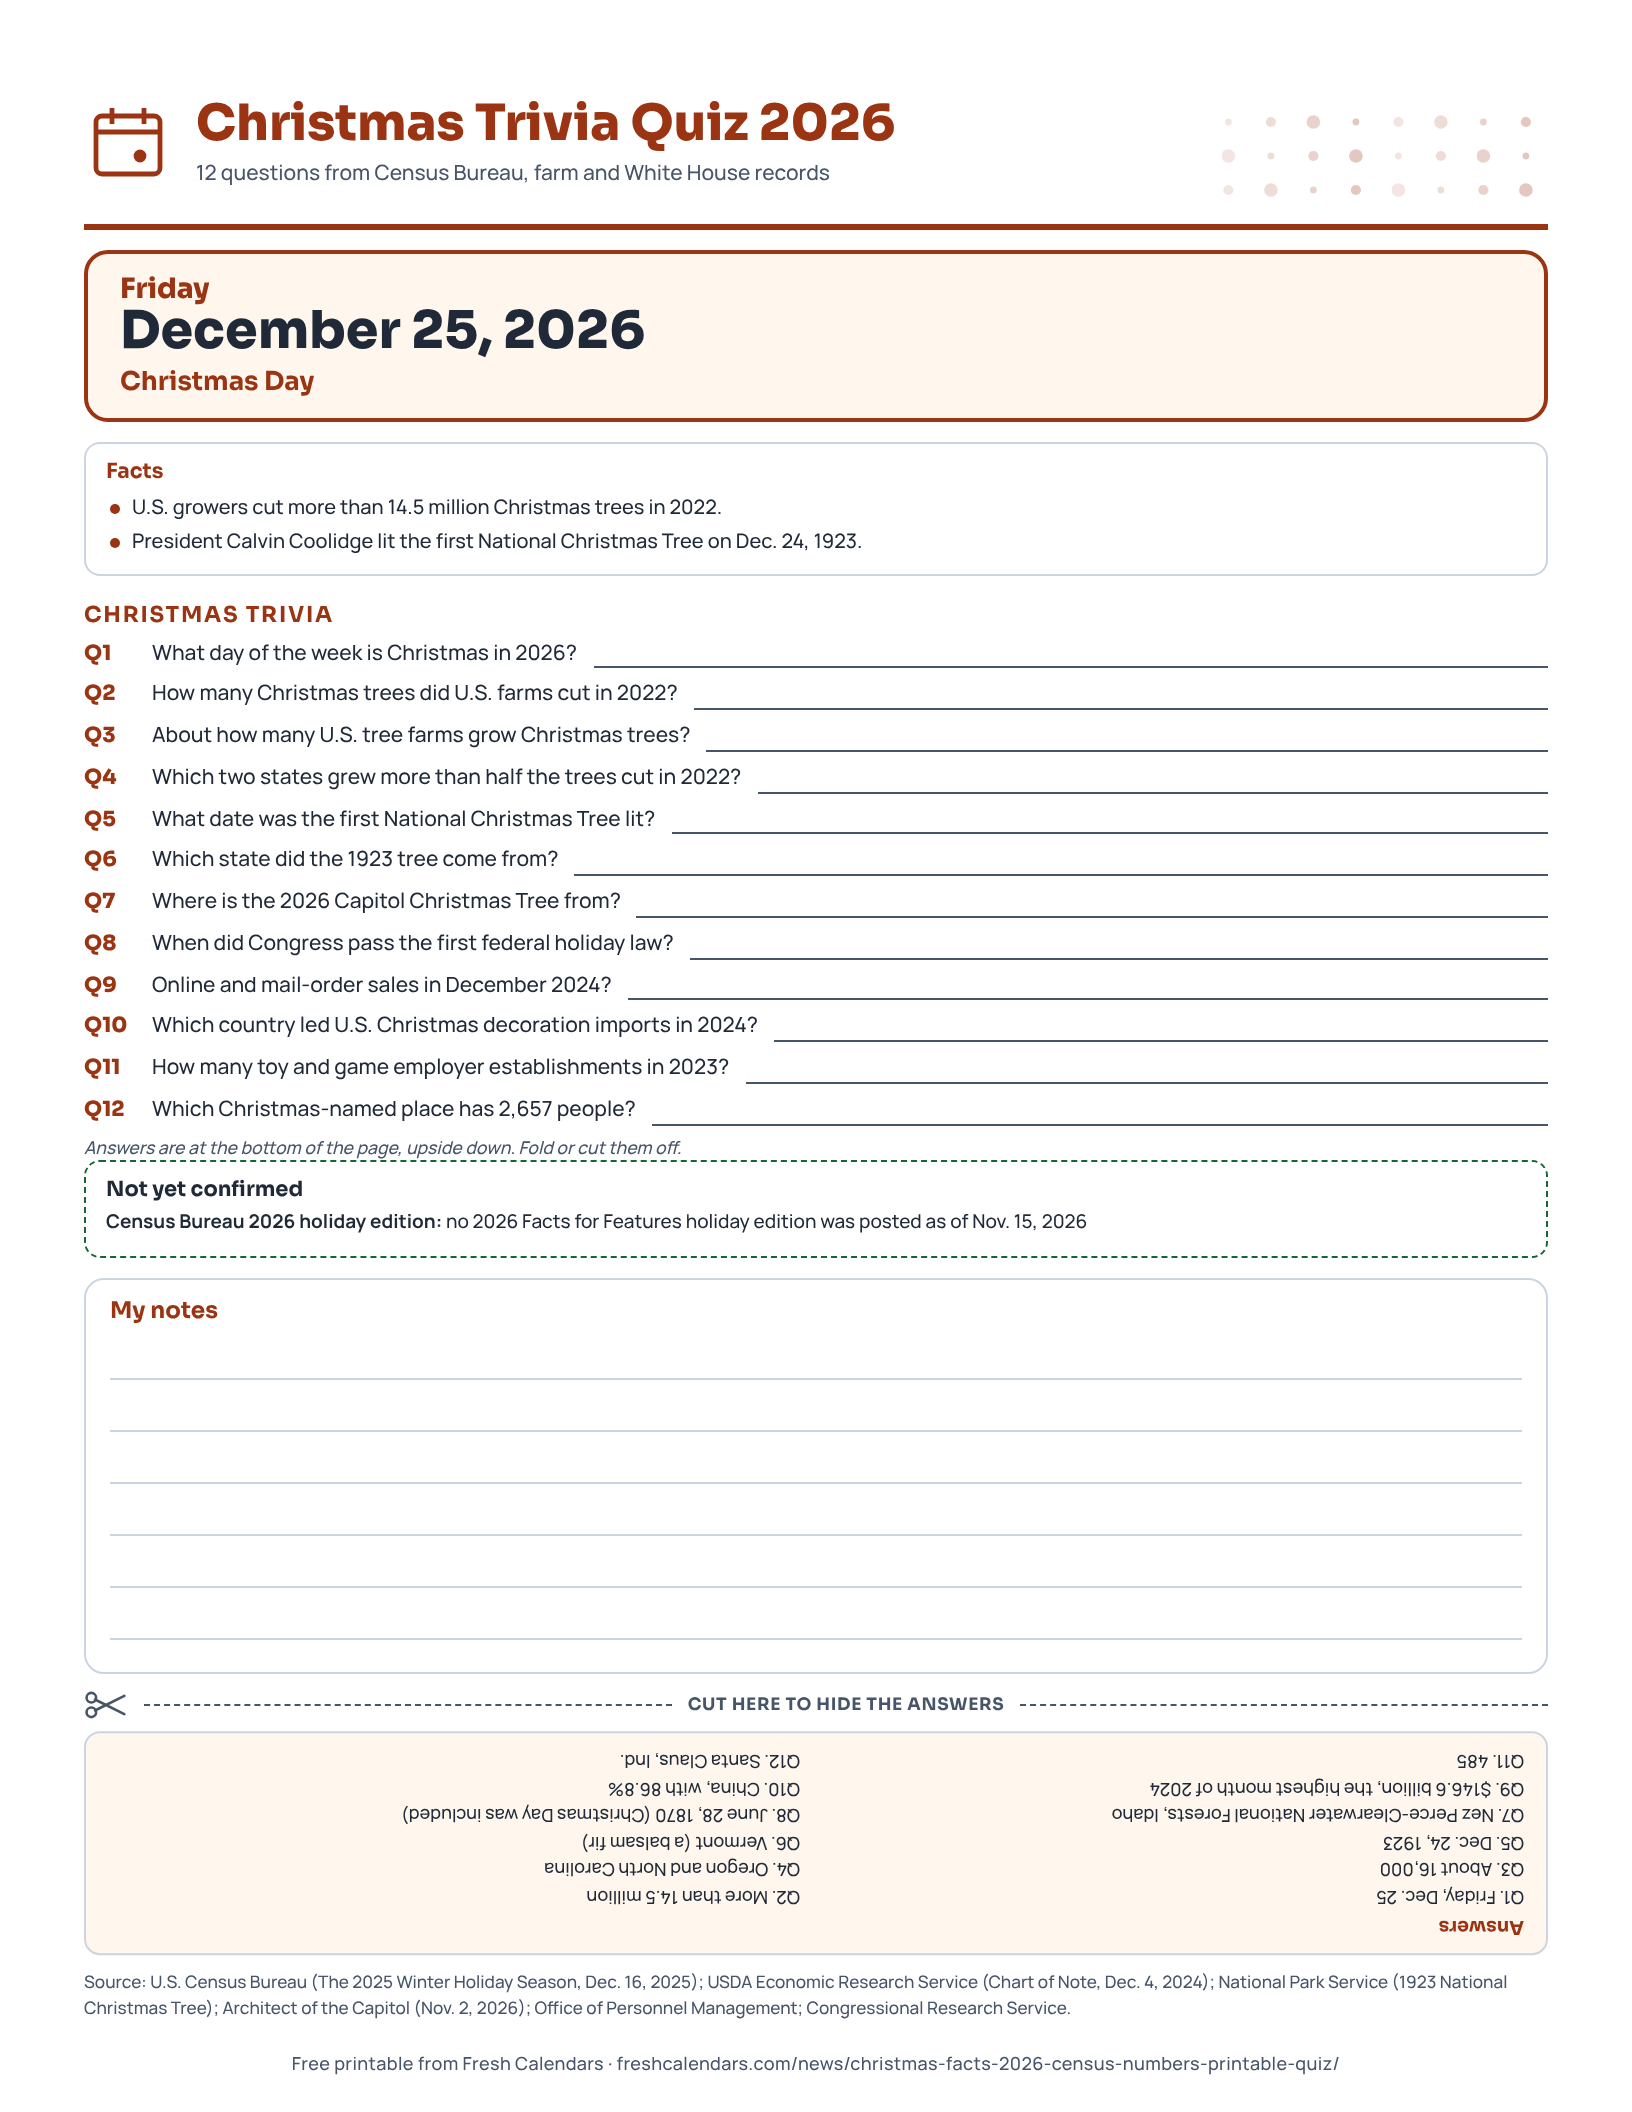 Christmas Trivia Quiz 2026
12 questions from Census Bureau, farm and White House records
Friday
December 25, 2026
Christmas Day
Facts
U.S. growers cut more than 14.5 million Christmas trees in 2022.
President Calvin Coolidge lit the first National Christmas Tree on Dec. 24, 1923.
CHRISTMAS TRIVIA
Q1 What day of the week is Christmas in 2026?
Q2 How many Christmas trees did U.S. farms cut in 2022?
Q3 About how many U.S. tree farms grow Christmas trees?
Q4 Which two states grew more than half the trees cut in 2022?
Q5 What date was the first National Christmas Tree lit?
Q6 Which state did the 1923 tree come from?
Q7 Where is the 2026 Capitol Christmas Tree from?
Q8 When did Congress pass the first federal holiday law?
Q9 Online and mail-order sales in December 2024?
Q10 Which country led U.S. Christmas decoration imports in 2024?
Q11 How many toy and game employer establishments in 2023?
Q12 Which Christmas-named place has 2,657 people?
Answers are at the bottom of the page, upside down. Fold or cut them off.
Not yet confirmed
Census Bureau 2026 holiday edition: no 2026 Facts for Features holiday edition was posted as of Nov. 15, 2026
My notes
CUT HERE TO HIDE THE ANSWERS
Answers
Q1. Friday, Dec. 25
Q2. More than 14.5 million
Q3. About 16,000
Q4. Oregon and North Carolina
Q5. Dec. 24, 1923
Q6. Vermont (a balsam fir)
Q7. Nez Perce-Clearwater National Forests, Idaho
Q8. June 28, 1870 (Christmas Day was included)
Q9. $146.6 billion, the highest month of 2024
Q10. China, with 86.8%
Q11. 485
Q12. Santa Claus, Ind.
Source: U.S. Census Bureau (The 2025 Winter Holiday Season, Dec. 16, 2025); USDA Economic Research Service (Chart of Note, Dec. 4, 2024); National Park Service (1923 National
Christmas Tree); Architect of the Capitol (Nov. 2, 2026); Office of Personnel Management; Congressional Research Service.
Free printable from Fresh Calendars · freshcalendars.com/news/christmas-facts-2026-census-numbers-printable-quiz/